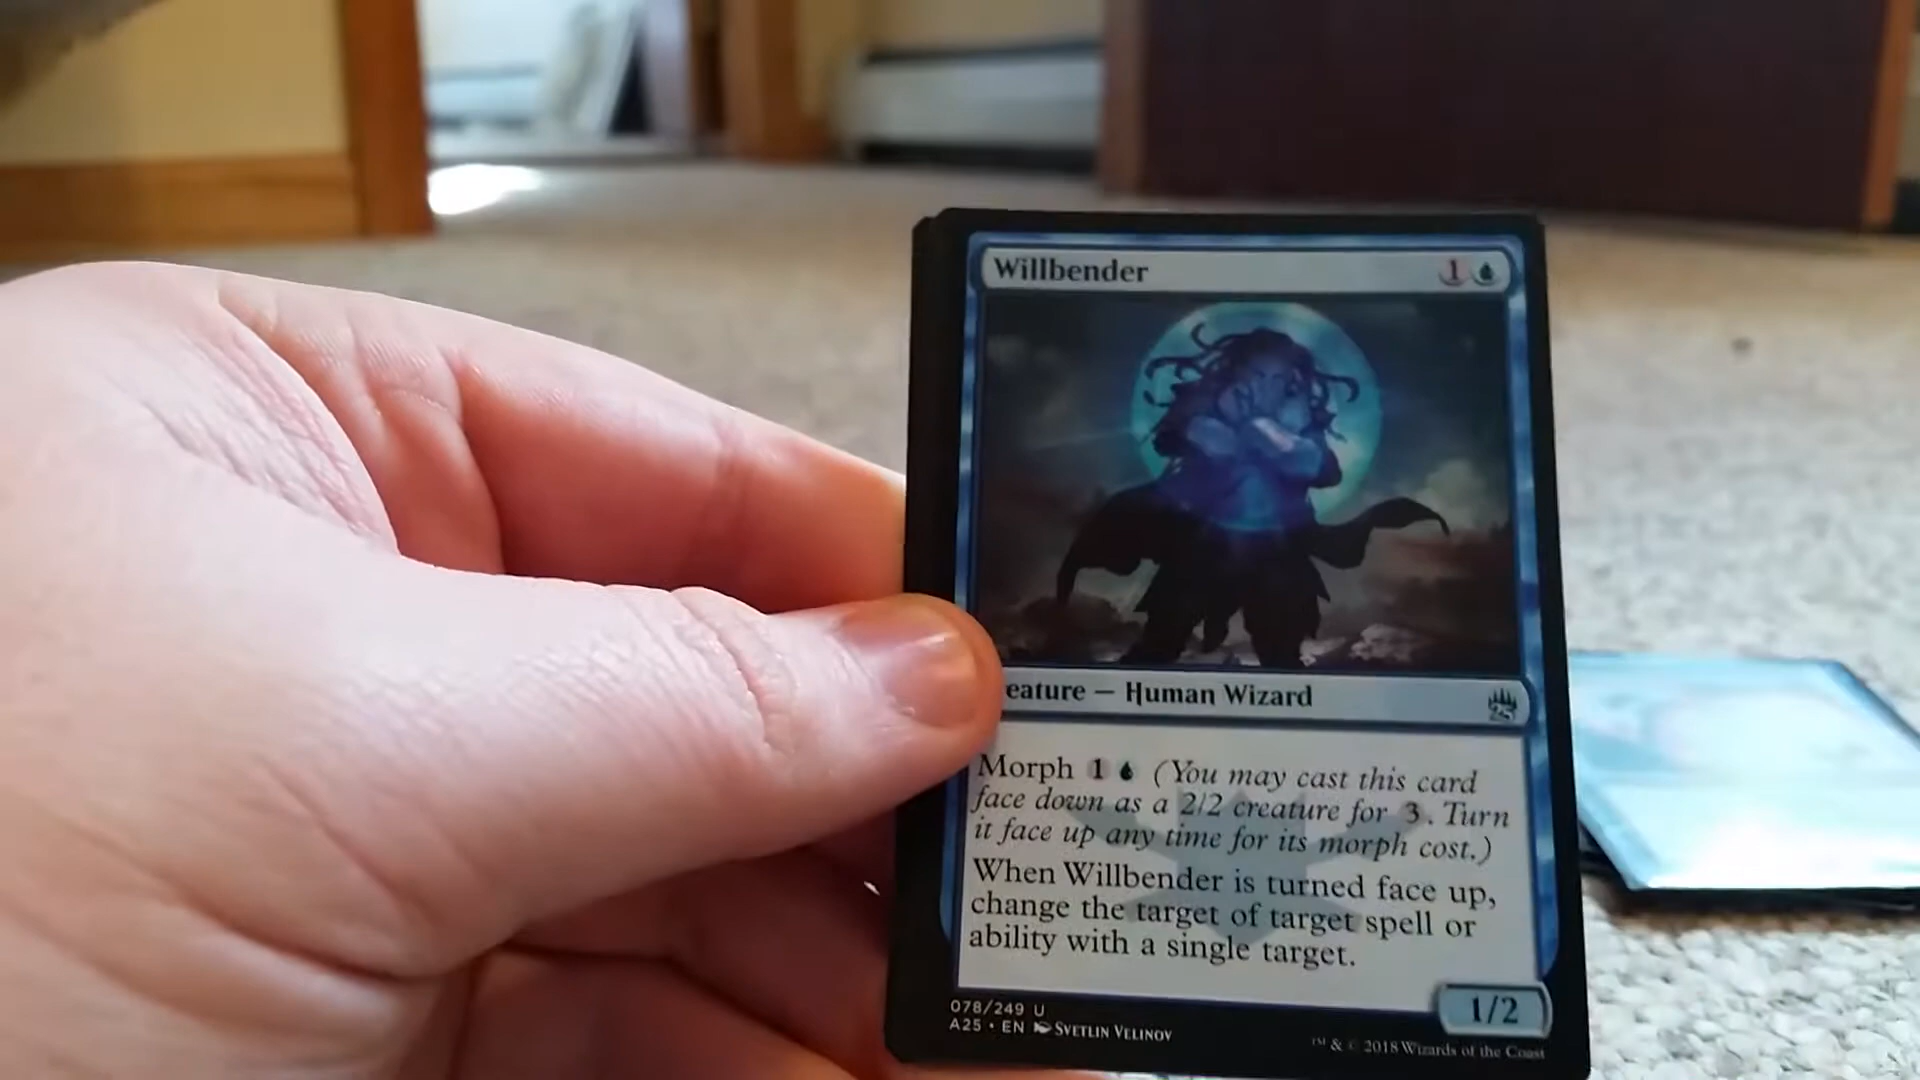 Willbender 1
eature — Human Wizard
Morph 1 (You may cast this card
face down as a 2/2 creature for 3. Turn
it face up any time for its morph cost.)
When Willbender is turned face up,
change the target of target spell or
ability with a single target.
1/2
078/249 U
A25 • EN Svetlin Velinov
™ & © 2018 Wizards of the Coast